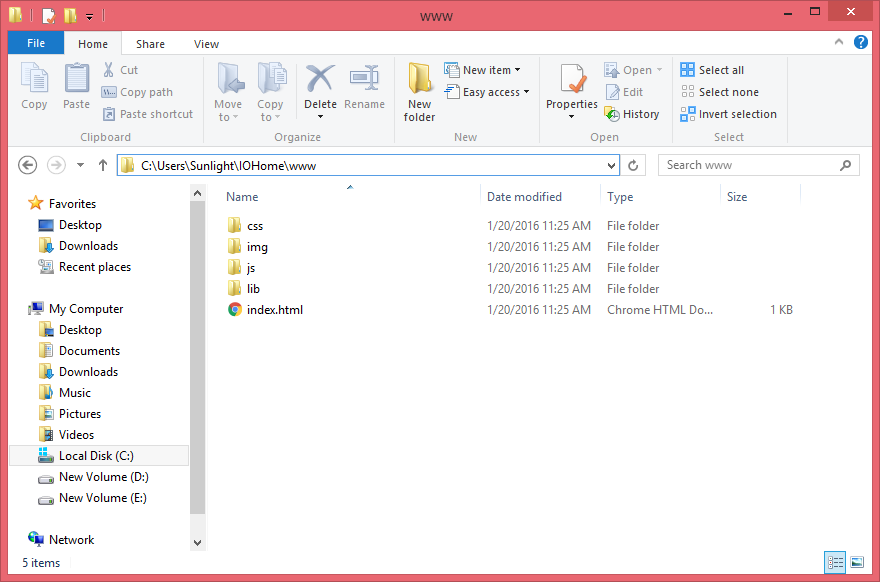 www
File Home Share View
Copy Paste Cut Copy path Paste shortcut
Clipboard
Move to Copy to Delete Rename
Organize
New folder New item Easy access
New
Properties Open Edit History
Open
Select all Select none Invert selection
Select
C:\Users\Sunlight\IOHome\www Search www
Favorites
Desktop
Downloads
Recent places
My Computer
Desktop
Documents
Downloads
Music
Pictures
Videos
Local Disk (C:)
New Volume (D:)
New Volume (E:)
Network
Name Date modified Type Size
css 1/20/2016 11:25 AM File folder
img 1/20/2016 11:25 AM File folder
js 1/20/2016 11:25 AM File folder
lib 1/20/2016 11:25 AM File folder
index.html 1/20/2016 11:25 AM Chrome HTML Do... 1 KB
5 items